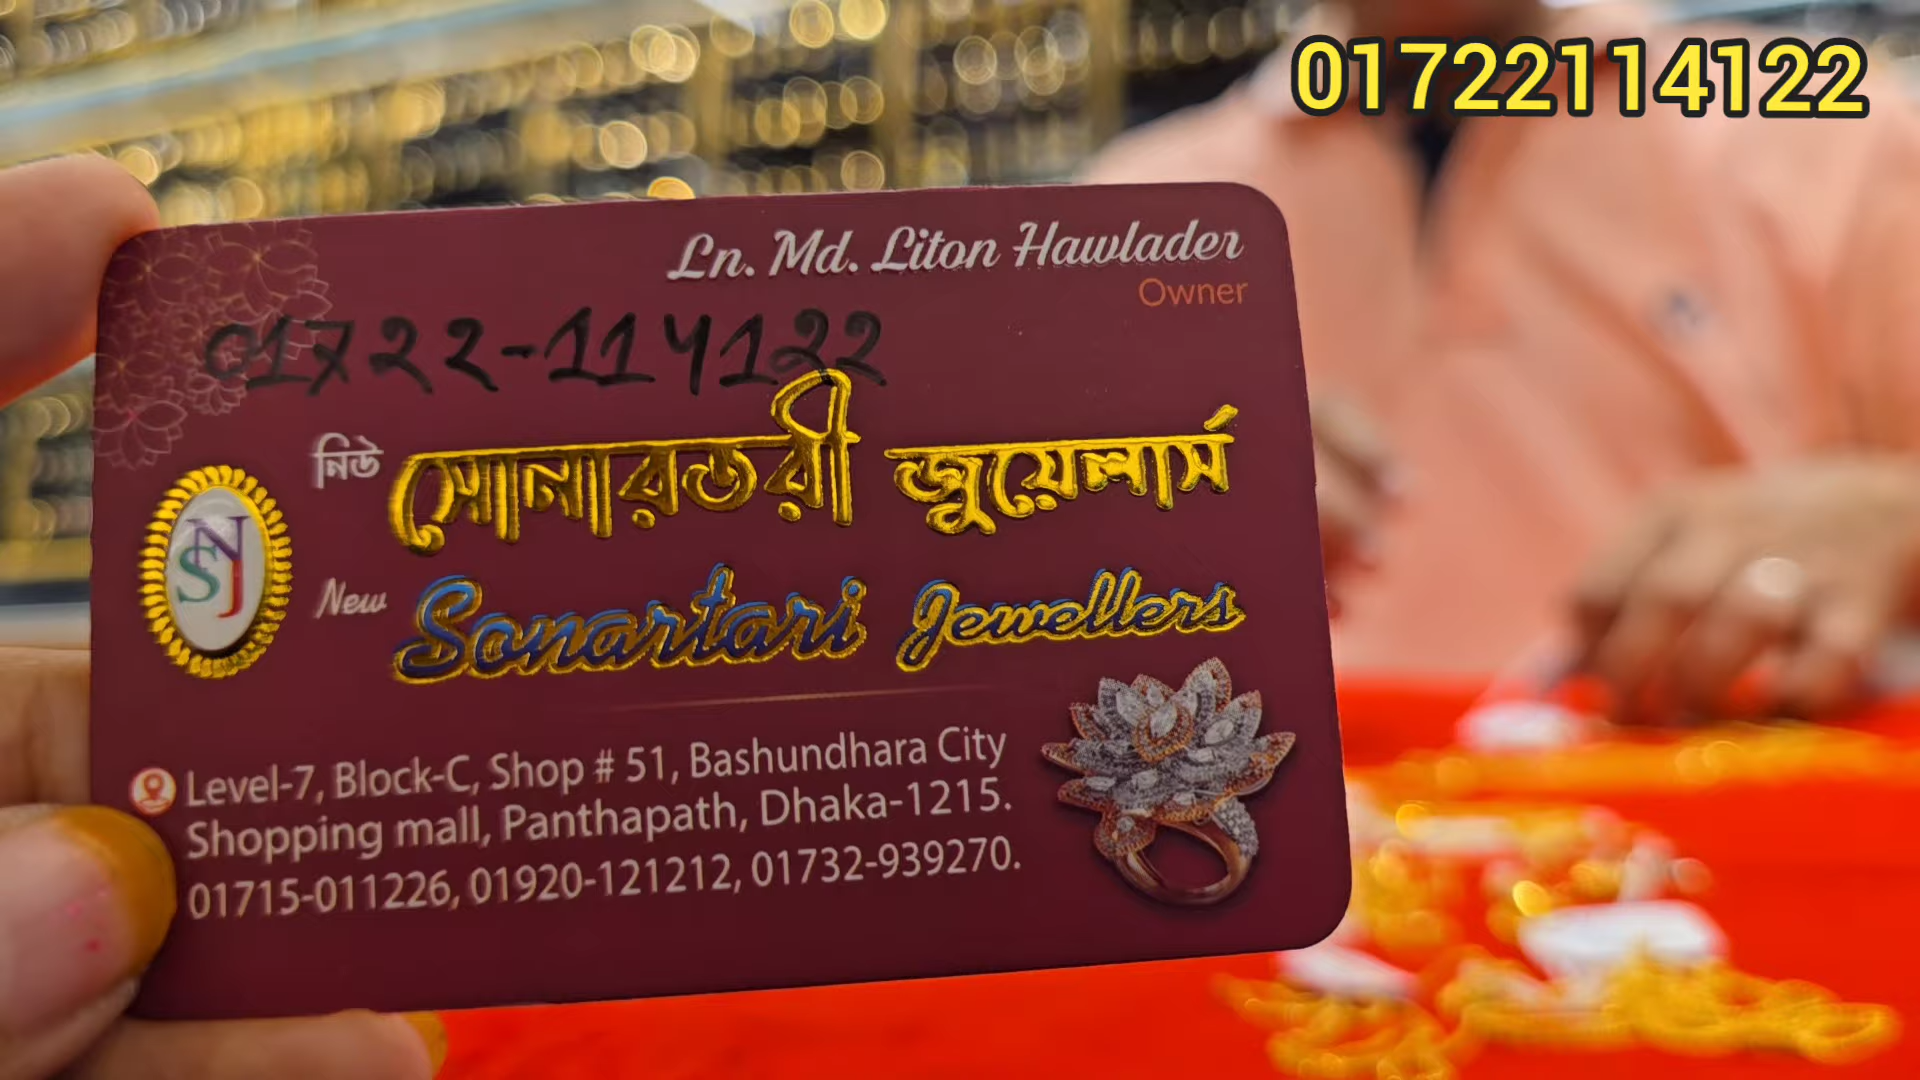 01722114122
Ln. Md. Liton Hawlader
Owner
01722-114122
নিউ সোনারতরী জুয়েলার্স
NSJ
New Sonartari Jewellers
Level-7, Block-C, Shop # 51, Bashundhara City
Shopping mall, Panthapath, Dhaka-1215.
01715-011226, 01920-121212, 01732-939270.